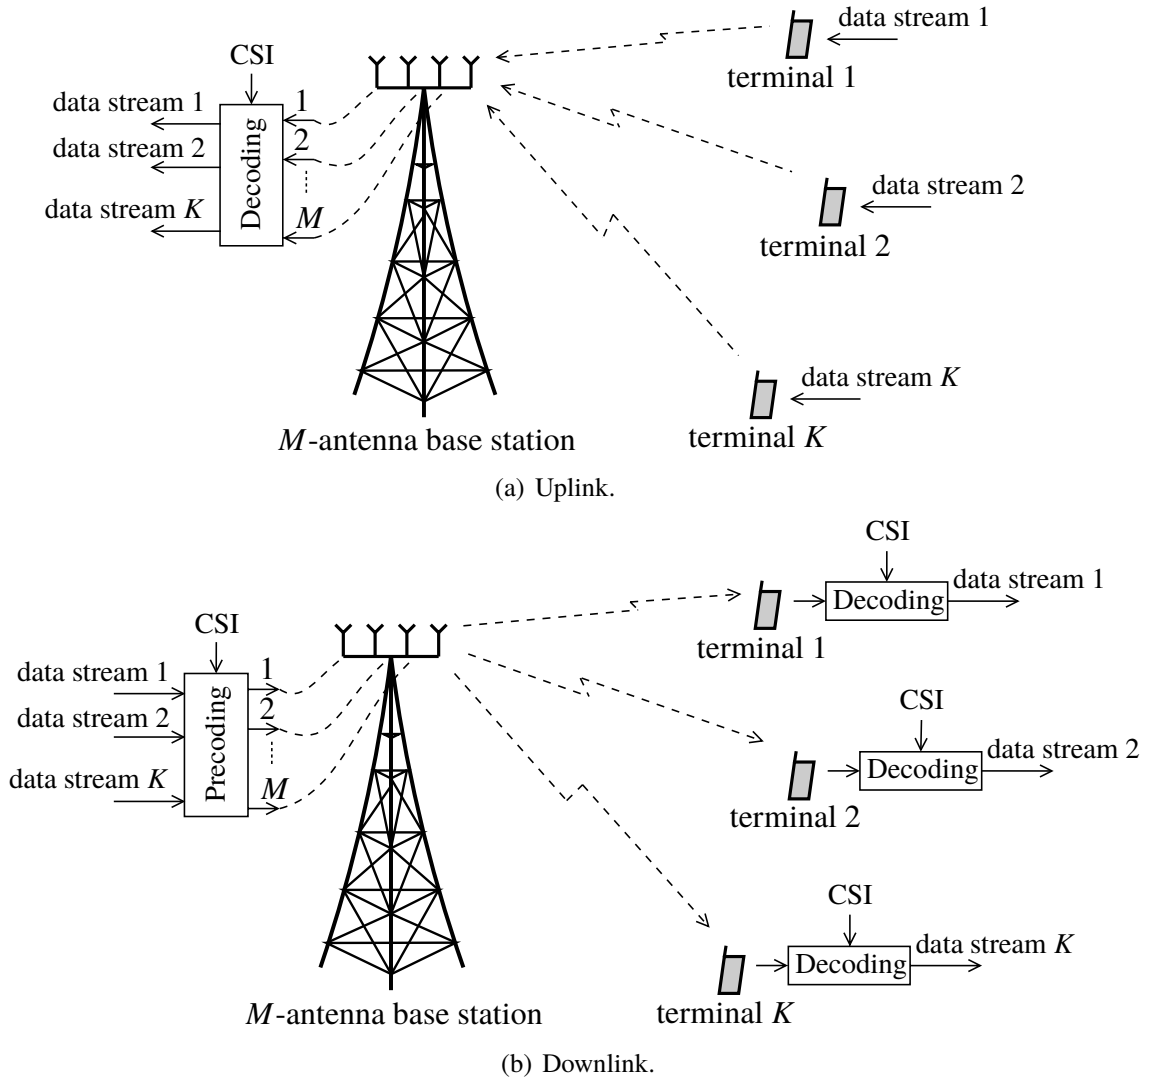 data stream 1
terminal 1
CSI
data stream 1
1
data stream 2
2
Decoding
data stream 2
terminal 2
data stream K
M
data stream K
terminal K
M-antenna base station
(a) Uplink.
CSI
data stream 1
Decoding
terminal 1
CSI
data stream 1
1
data stream 2
2
Precoding
CSI
data stream 2
Decoding
terminal 2
data stream K
M
CSI
data stream K
Decoding
terminal K
M-antenna base station
(b) Downlink.